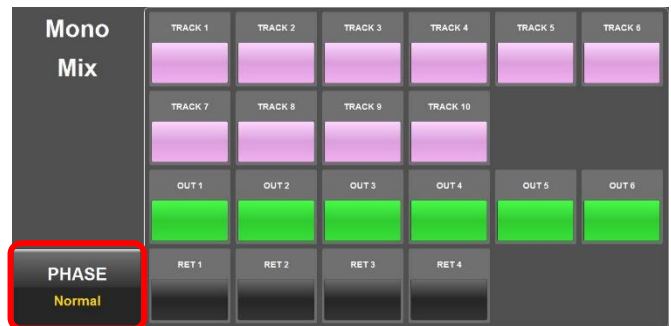 Mono
Mix
TRACK 1 TRACK 2 TRACK 3 TRACK 4 TRACK 5 TRACK 6
TRACK 7 TRACK 8 TRACK 9 TRACK 10
OUT 1 OUT 2 OUT 3 OUT 4 OUT 5 OUT 6
PHASE
Normal
RET 1 RET 2 RET 3 RET 4